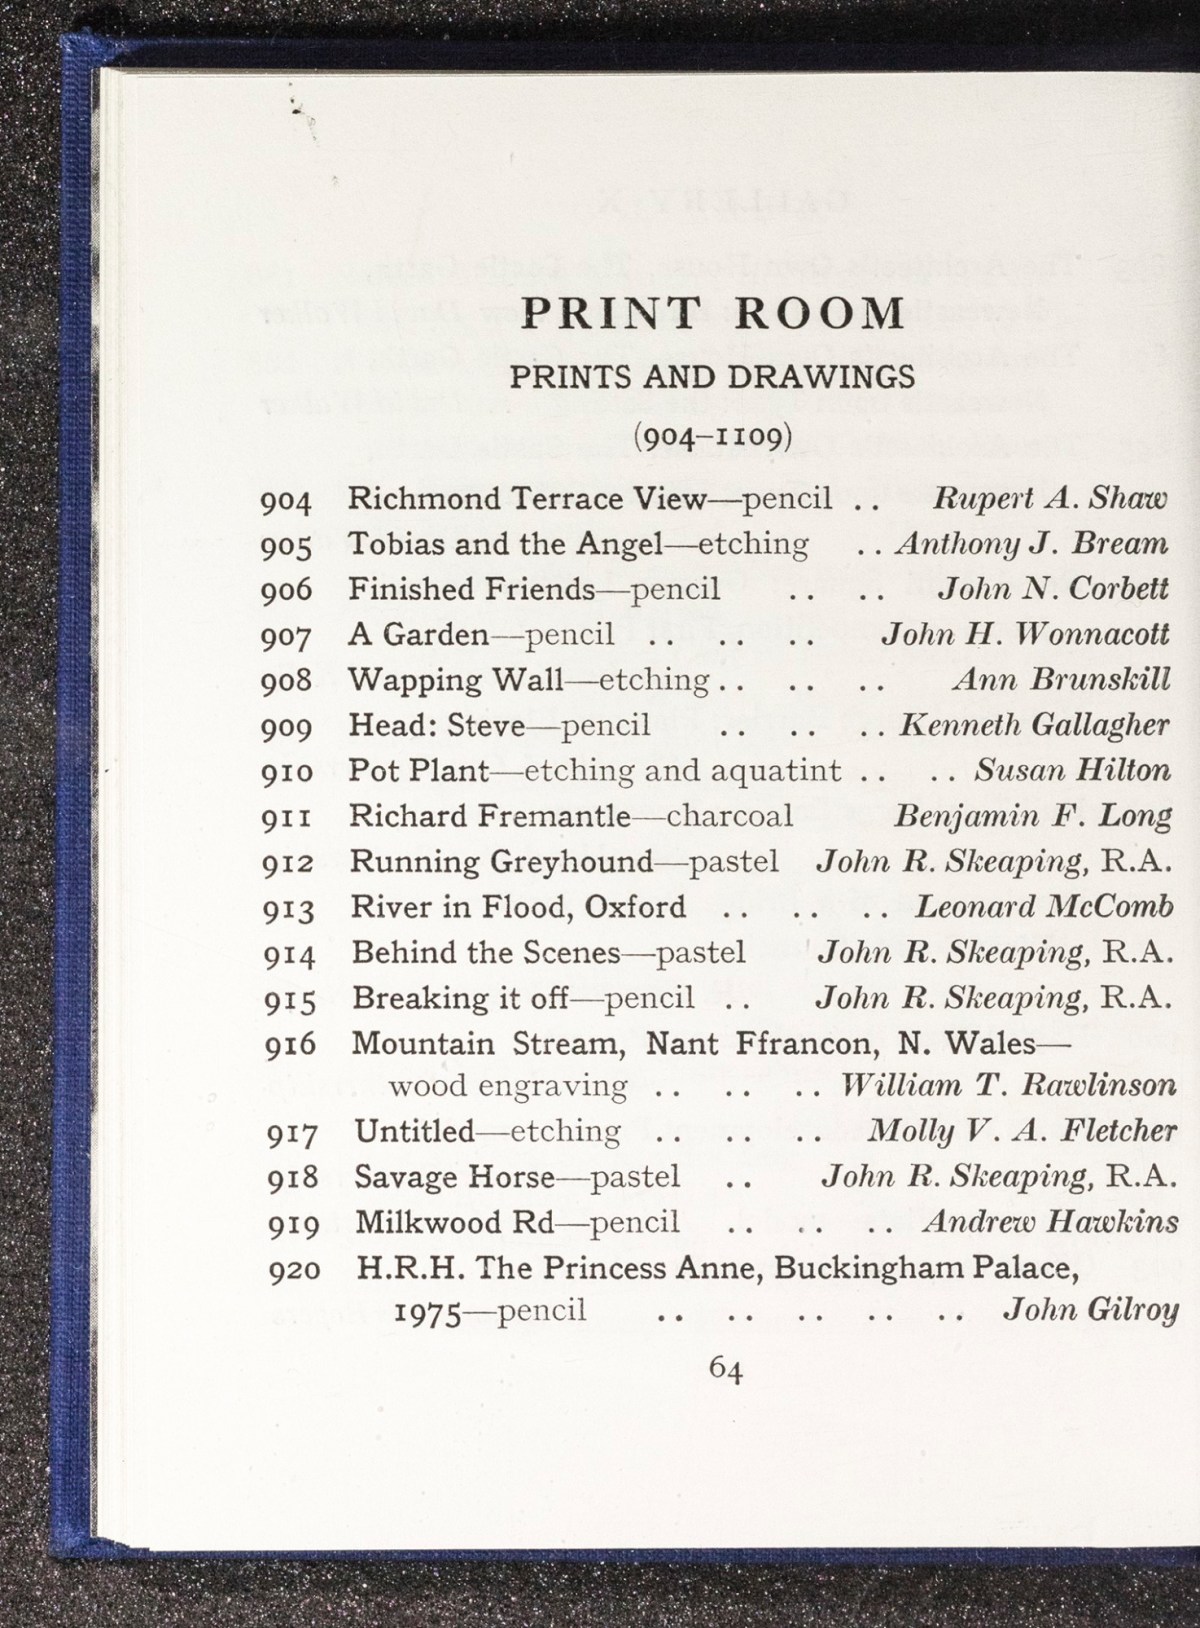 PRINT ROOM
PRINTS AND DRAWINGS
(904–1109)
904 Richmond Terrace View—pencil .. Rupert A. Shaw
905 Tobias and the Angel—etching .. Anthony J. Bream
906 Finished Friends—pencil .. .. John N. Corbett
907 A Garden—pencil .. .. .. John H. Wonnacott
908 Wapping Wall—etching .. .. .. Ann Brunskill
909 Head: Steve—pencil .. .. .. Kenneth Gallagher
910 Pot Plant—etching and aquatint .. .. Susan Hilton
911 Richard Fremantle—charcoal Benjamin F. Long
912 Running Greyhound—pastel John R. Skeaping, R.A.
913 River in Flood, Oxford .. .. .. Leonard McComb
914 Behind the Scenes—pastel John R. Skeaping, R.A.
915 Breaking it off—pencil .. John R. Skeaping, R.A.
916 Mountain Stream, Nant Ffrancon, N. Wales—
wood engraving .. .. .. William T. Rawlinson
917 Untitled—etching .. .. .. Molly V. A. Fletcher
918 Savage Horse—pastel .. John R. Skeaping, R.A.
919 Milkwood Rd—pencil .. .. .. Andrew Hawkins
920 H.R.H. The Princess Anne, Buckingham Palace,
1975—pencil .. .. .. .. .. John Gilroy
64